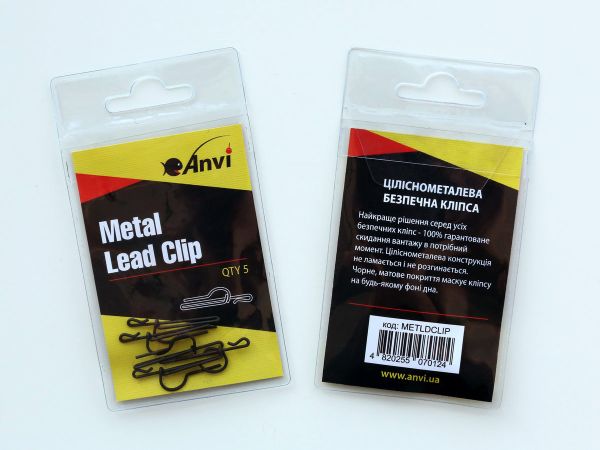 Anvi
Metal
Lead Clip
QTY 5
ЦІЛІСНОМЕТАЛЕВА
БЕЗПЕЧНА КЛІПСА
Найкраще рішення серед усіх
безпечних кліпс - 100% гарантоване
скидання вантажу в потрібний
момент. Ціліснометалева конструкція
не ламається і не розгинається.
Чорне, матове покриття маскує кліпсу
на будь-якому фоні дна.
код: METLDCLIP
4 820255 070124
www.anvi.ua